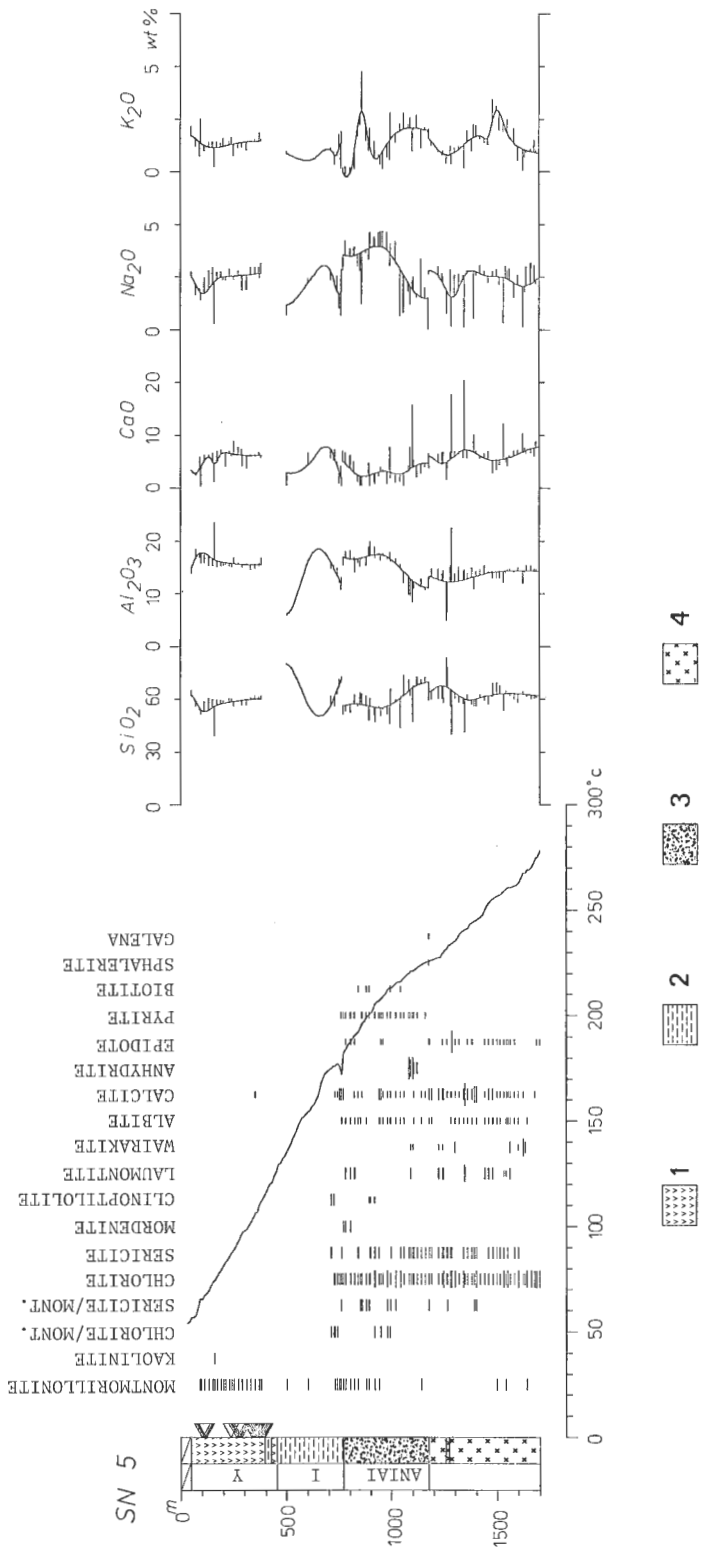 SN 5
0 m
500
1000
1500
Y
I
ANIAI
MONTMORILLONITE
KAOLINITE
CHLORITE/MONT.
SERICITE/MONT.
CHLORITE
SERICITE
MORDENITE
CLINOPTILOLITE
LAUMONTITE
WAIRAKITE
ALBITE
CALCITE
ANHYDRITE
EPIDOTE
PYRITE
BIOTITE
SPHALERITE
GALENA
0 50 100 150 200 250 300°c
SiO2
0 30 60
Al2O3
0 10 20
CaO
0 10 20
Na2O
0 5
K2O
0 5 wt %
1 2 3 4